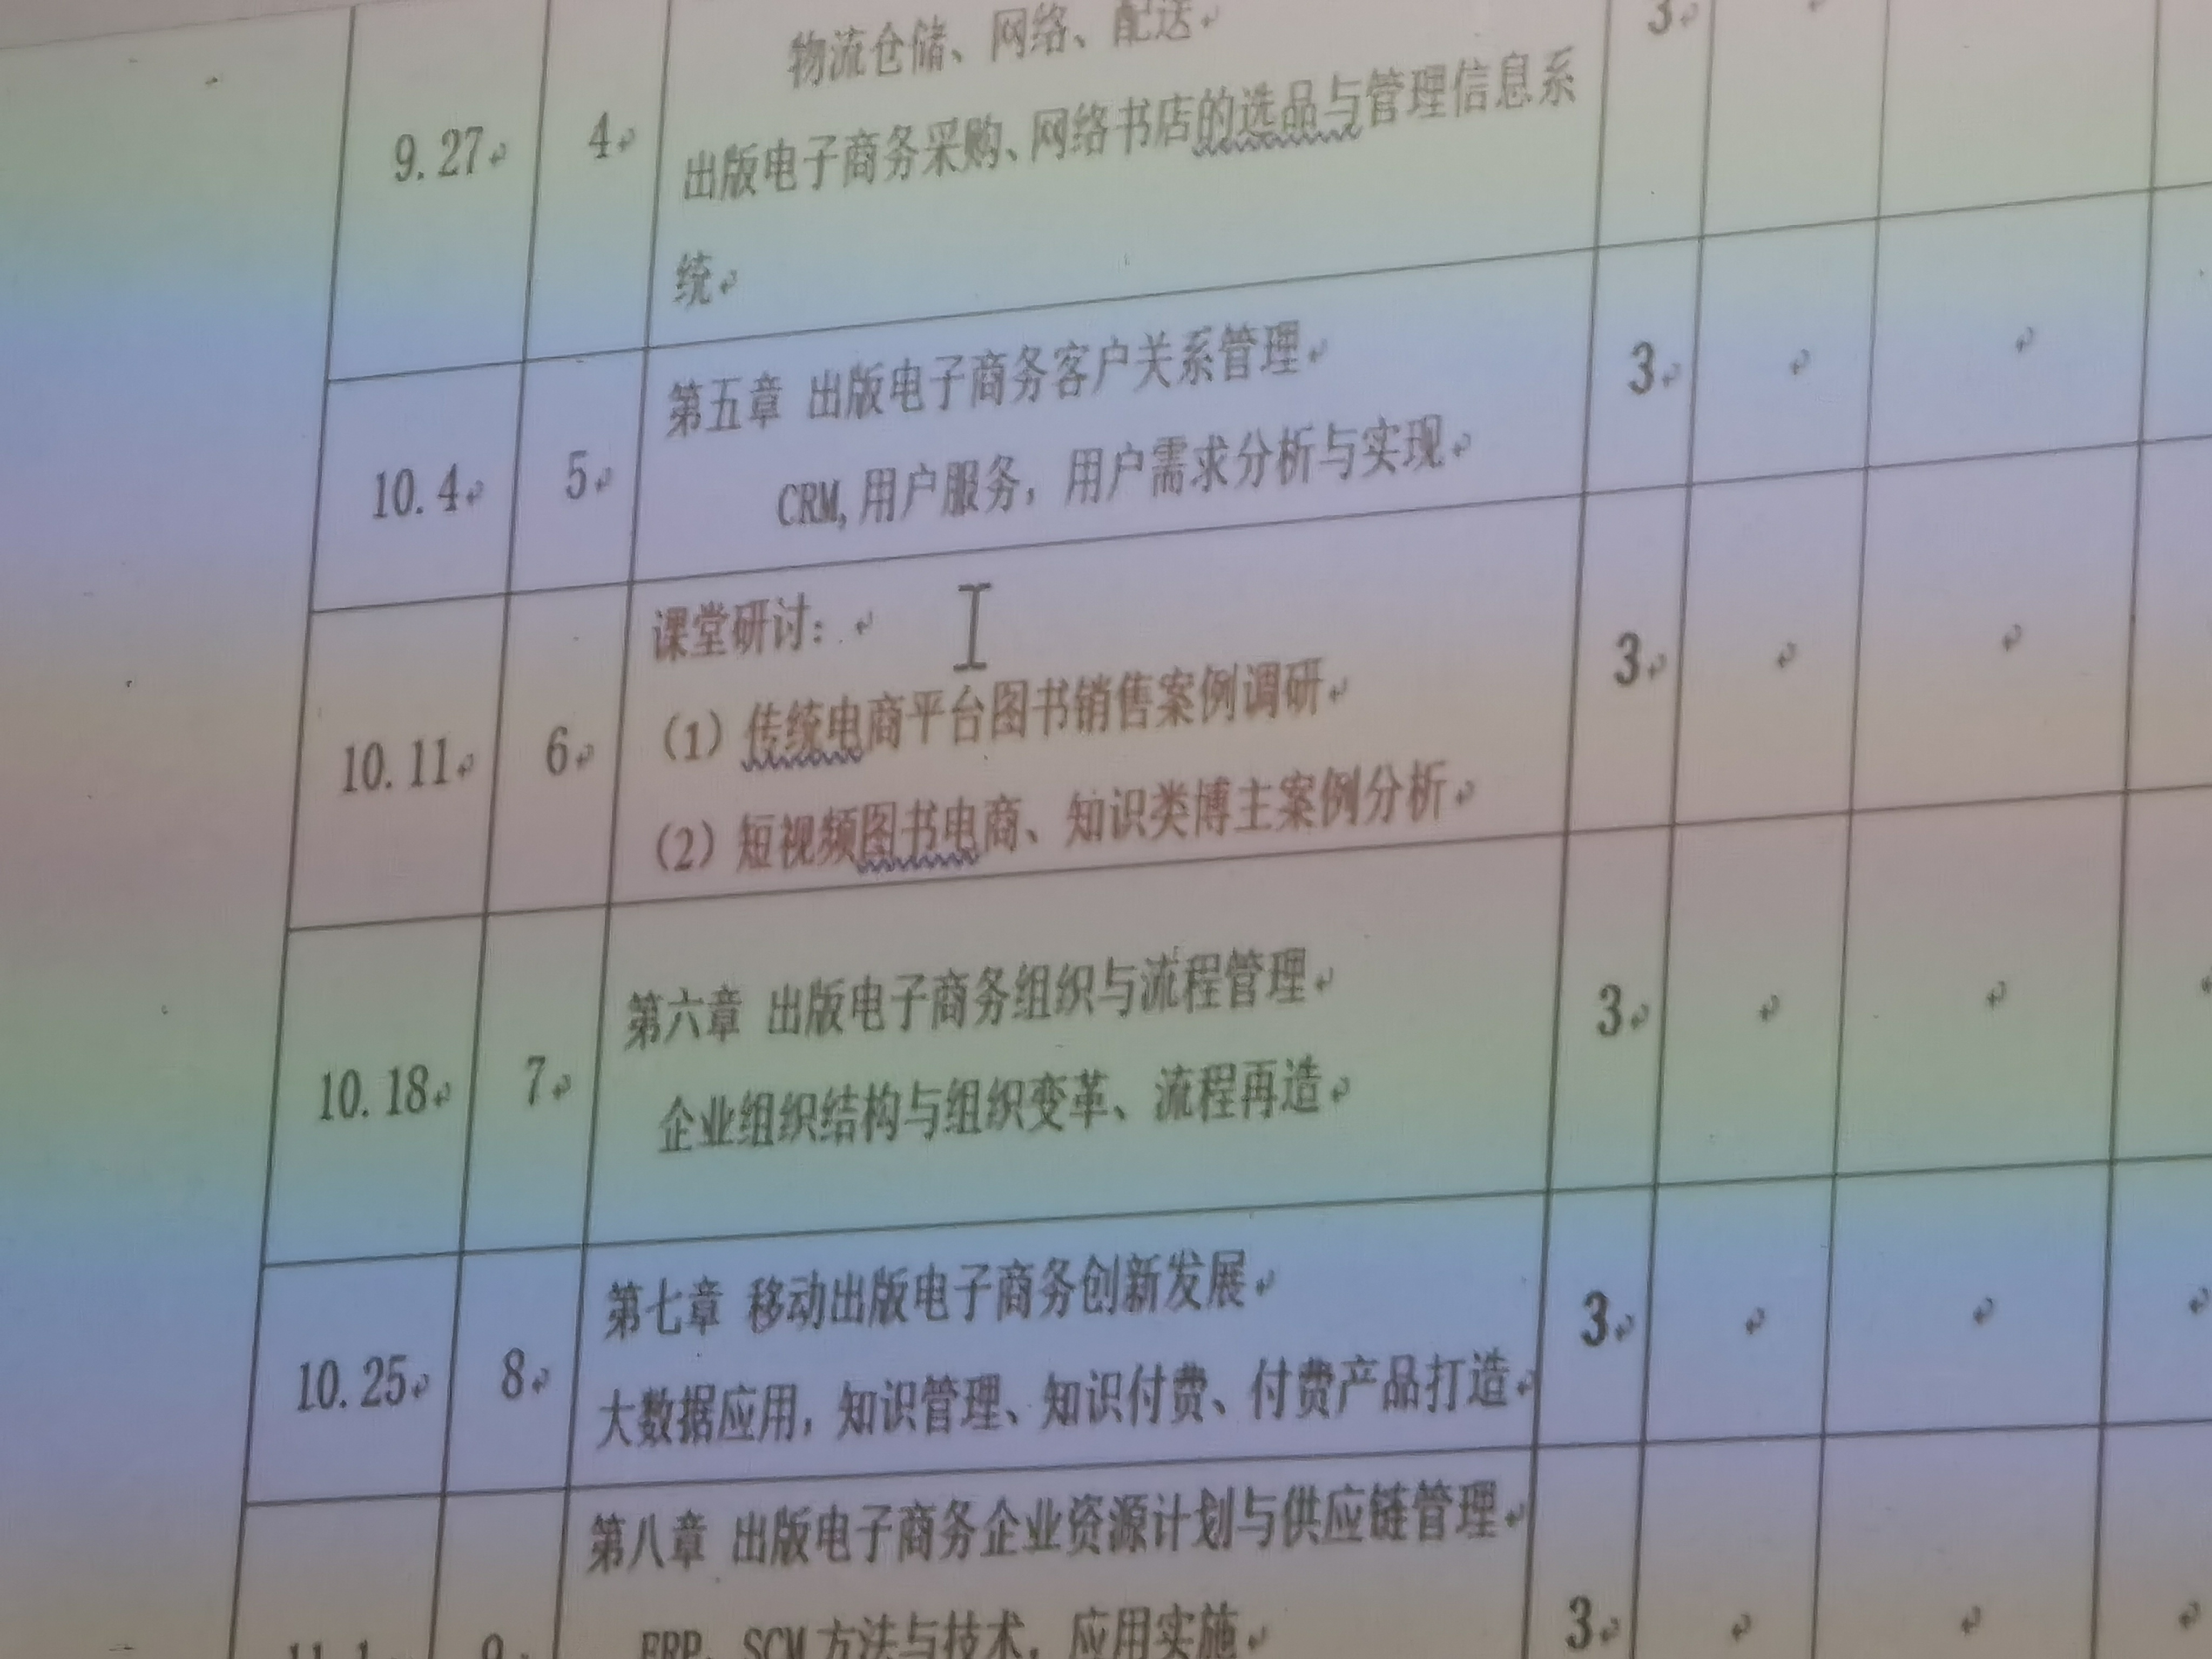 物流仓储、网络、配送
3
9.27
4
出版电子商务采购、网络书店的选品与管理信息系
统
10.4
5
第五章 出版电子商务客户关系管理
CRM,用户服务，用户需求分析与实现
3
10.11
6
课堂研讨：
（1）传统电商平台图书销售案例调研
（2）短视频图书电商、知识类博主案例分析
3
10.18
7
第六章 出版电子商务组织与流程管理
企业组织结构与组织变革、流程再造
3
10.25
8
第七章 移动出版电子商务创新发展
大数据应用，知识管理、知识付费、付费产品打造
3
11.1
9
第八章 出版电子商务企业资源计划与供应链管理
ERP、SCM 方法与技术，应用实施
3